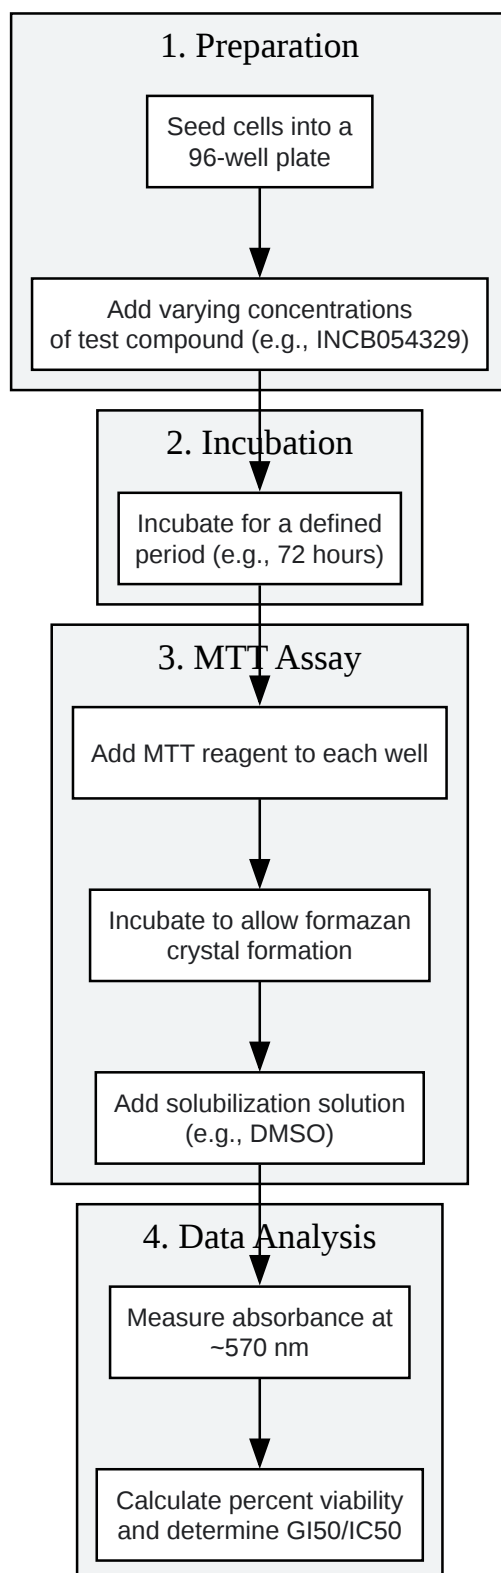 1. Preparation
Seed cells into a
96-well plate
Add varying concentrations
of test compound (e.g., INCB054329)
2. Incubation
Incubate for a defined
period (e.g., 72 hours)
3. MTT Assay
Add MTT reagent to each well
Incubate to allow formazan
crystal formation
Add solubilization solution
(e.g., DMSO)
4. Data Analysis
Measure absorbance at
~570 nm
Calculate percent viability
and determine GI50/IC50